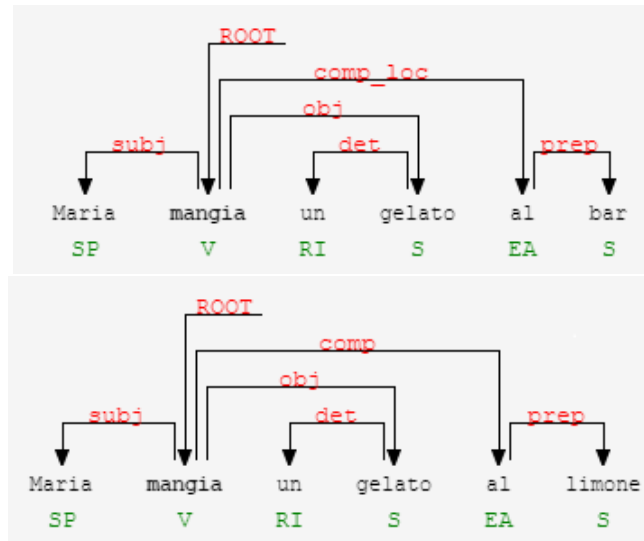 ROOT
comp_loc
obj
subj det prep
Maria mangia un gelato al bar
SP V RI S EA S
ROOT
comp
obj
subj det prep
Maria mangia un gelato al limone
SP V RI S EA S